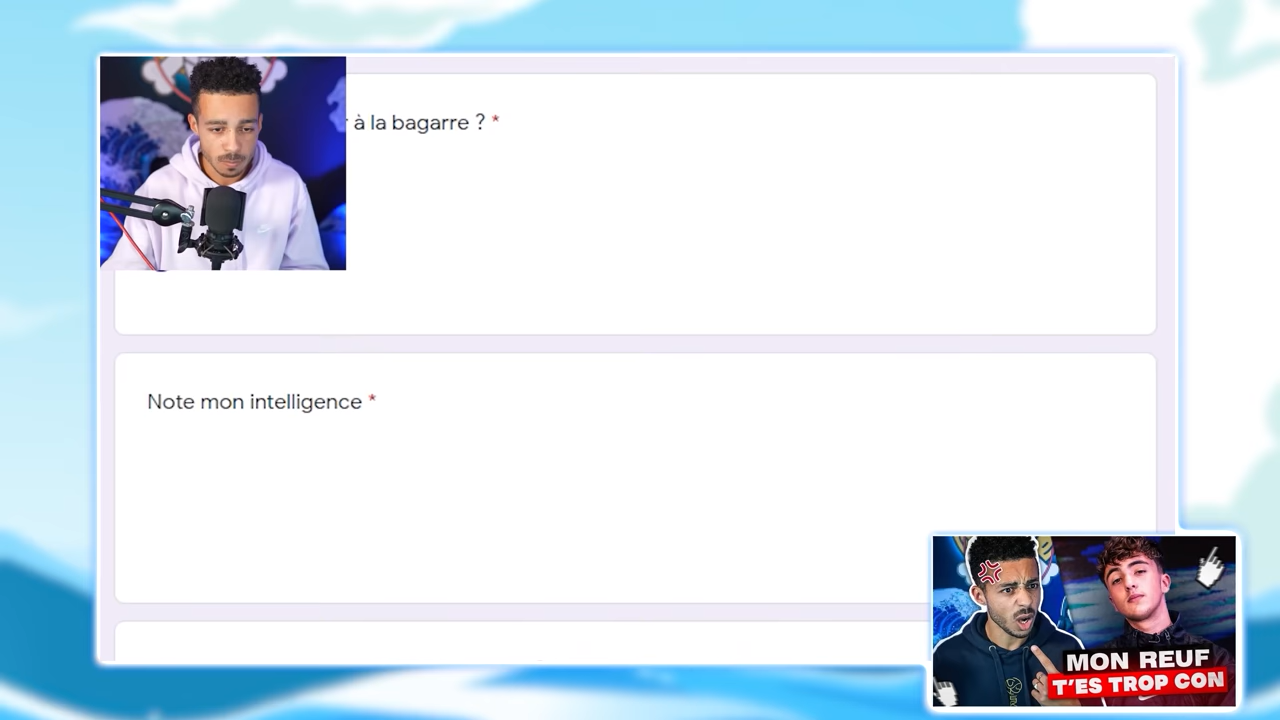 à la bagarre ? *
Note mon intelligence *
MON REUF
T'ES TROP CON